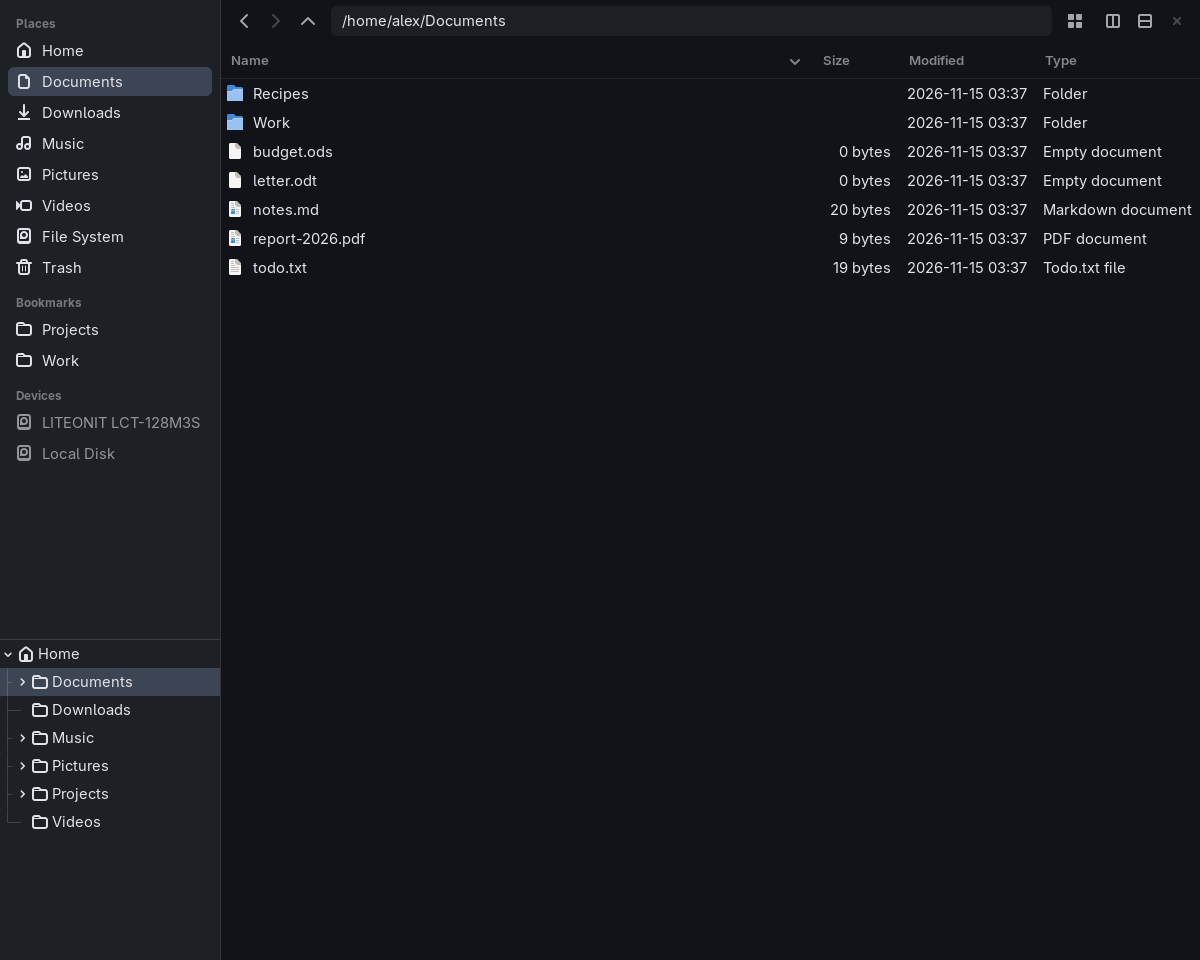 Places
Home
Documents
Downloads
Music
Pictures
Videos
File System
Trash
Bookmarks
Projects
Work
Devices
LITEONIT LCT-128M3S
Local Disk
Home
Documents
Downloads
Music
Pictures
Projects
Videos
/home/alex/Documents
Name Size Modified Type
Recipes 2026-11-15 03:37 Folder
Work 2026-11-15 03:37 Folder
budget.ods 0 bytes 2026-11-15 03:37 Empty document
letter.odt 0 bytes 2026-11-15 03:37 Empty document
notes.md 20 bytes 2026-11-15 03:37 Markdown document
report-2026.pdf 9 bytes 2026-11-15 03:37 PDF document
todo.txt 19 bytes 2026-11-15 03:37 Todo.txt file